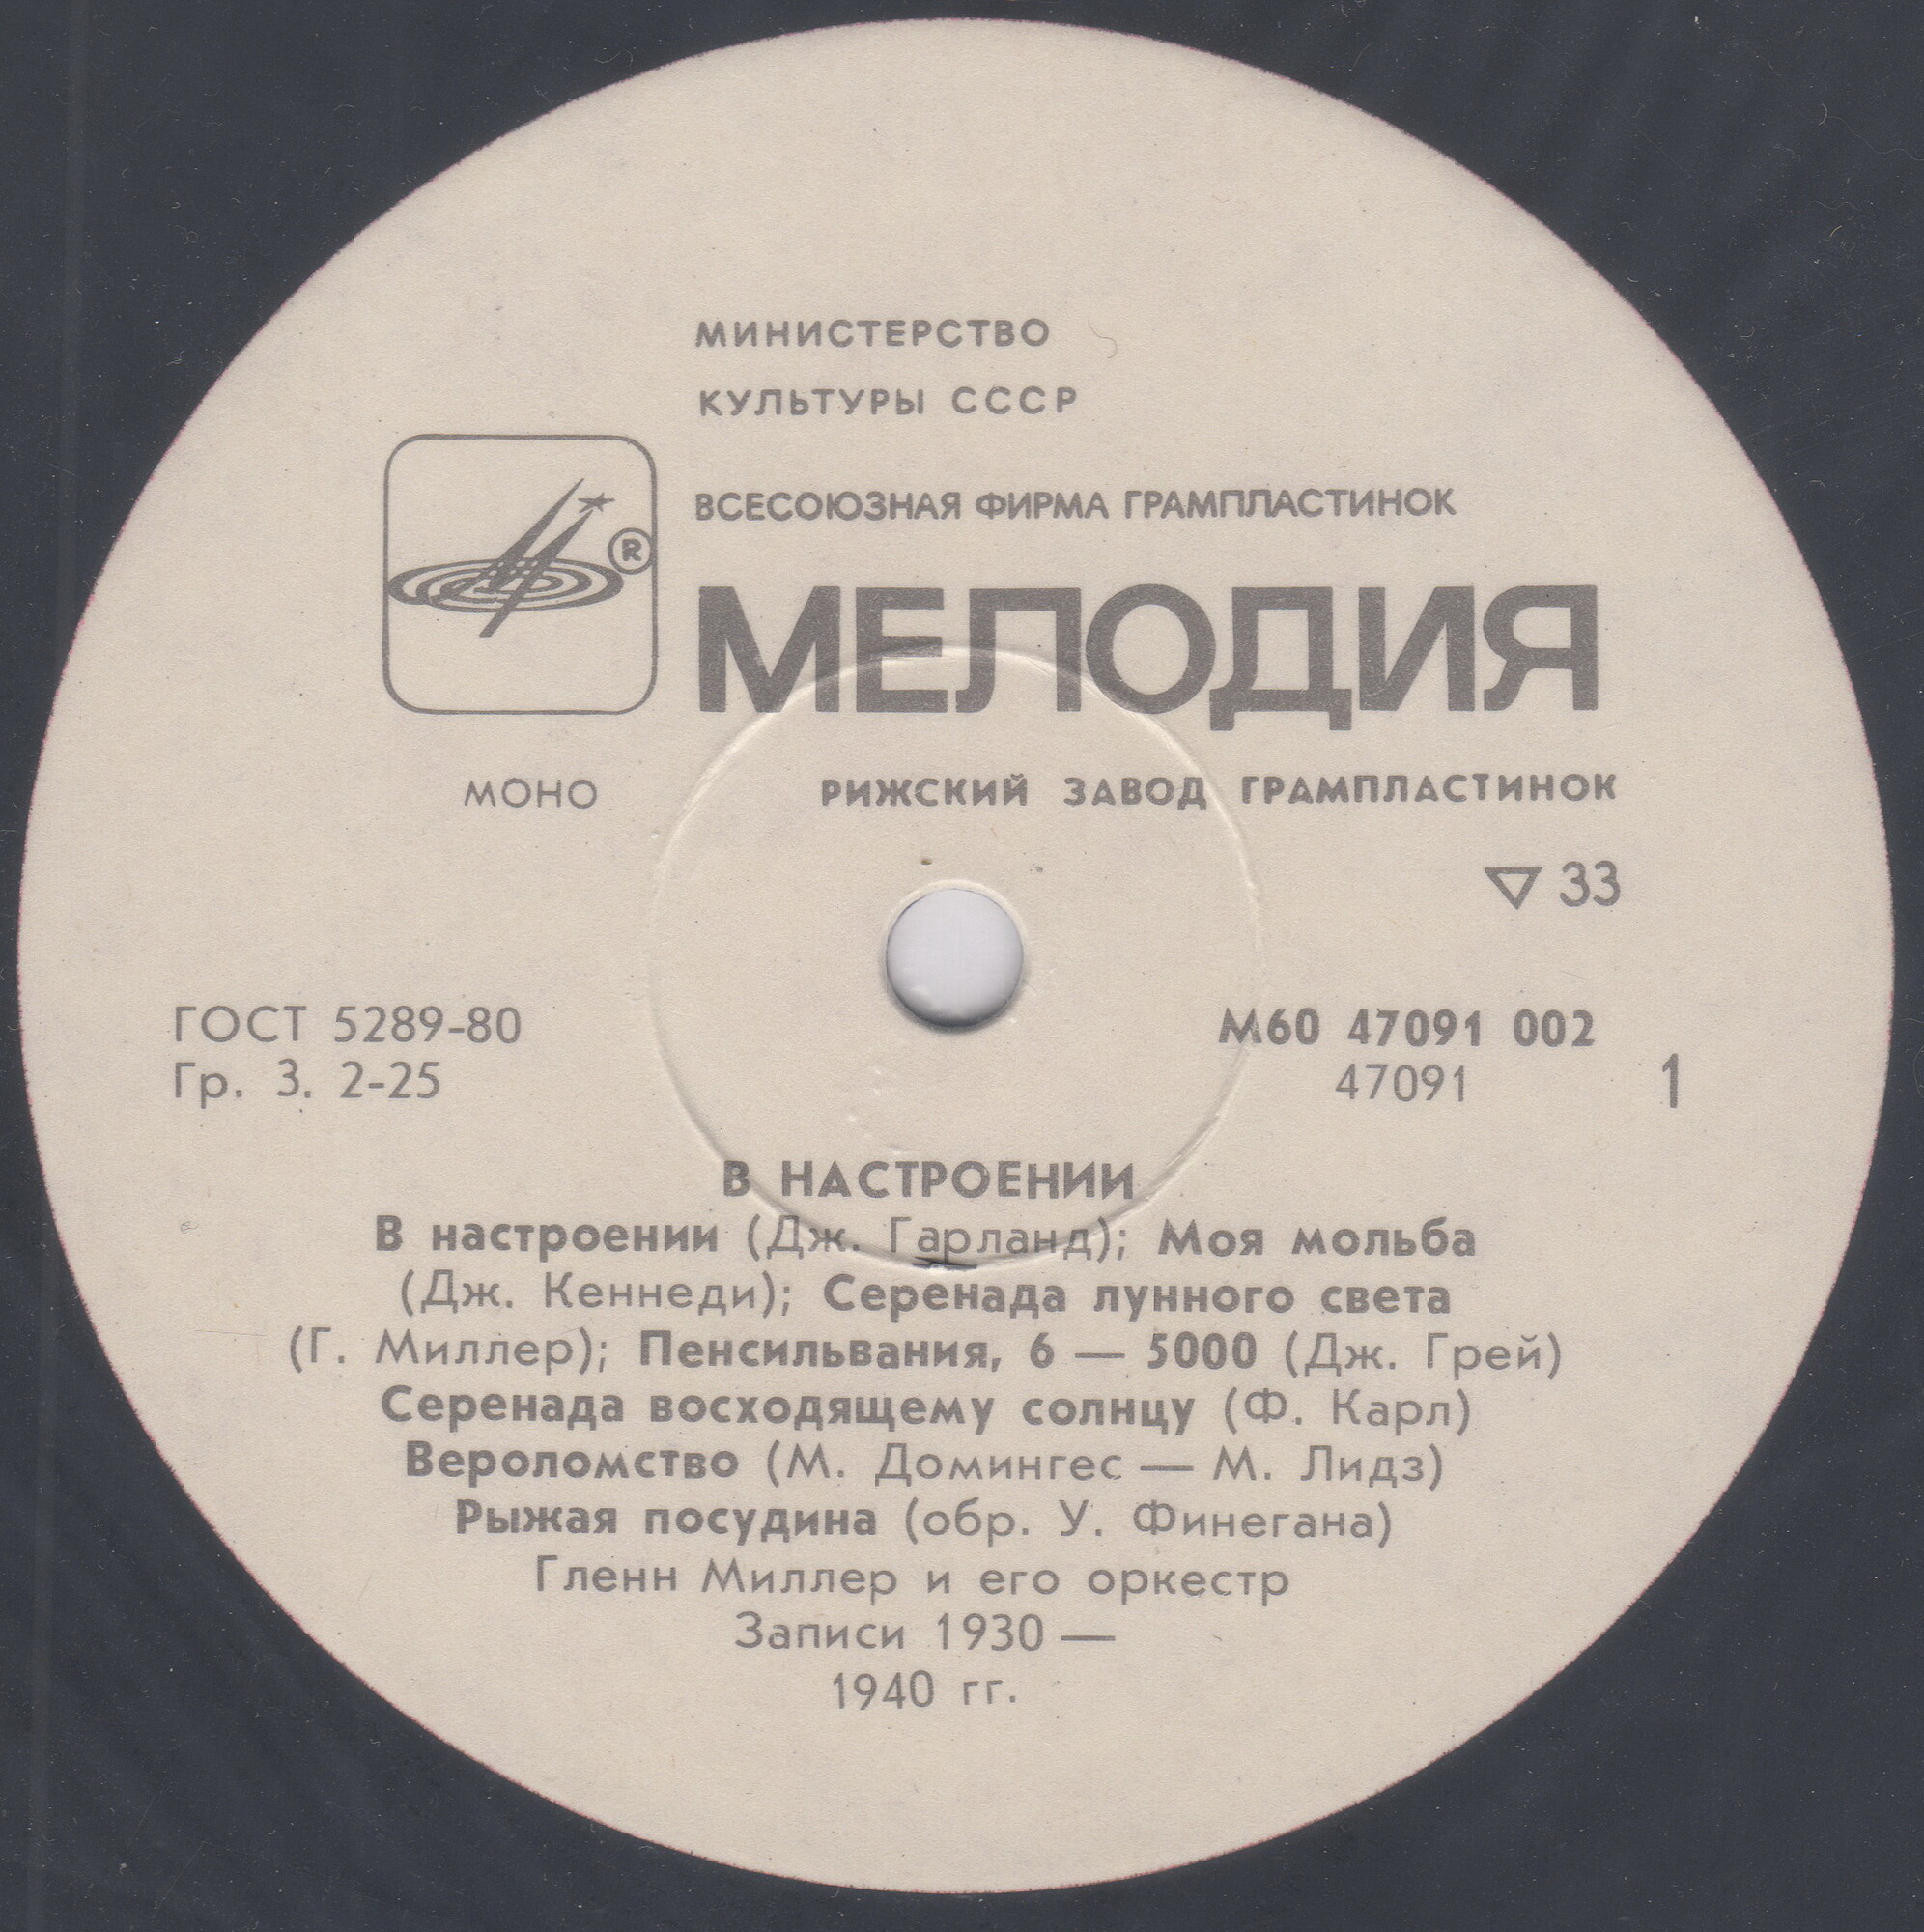 МИНИСТЕРСТВО
КУЛЬТУРЫ СССР
ВСЕСОЮЗНАЯ ФИРМА ГРАМПЛАСТИНОК
®
МЕЛОДИЯ
МОНО
РИЖСКИЙ ЗАВОД ГРАМПЛАСТИНОК
▽ 33
ГОСТ 5289-80
Гр. 3. 2-25
М60 47091 002
47091
1
В НАСТРОЕНИИ
В настроении (Дж. Гарланд); Моя мольба
(Дж. Кеннеди); Серенада лунного света
(Г. Миллер); Пенсильвания, 6 — 5000 (Дж. Грей)
Серенада восходящему солнцу (Ф. Карл)
Вероломство (М. Домингес — М. Лидз)
Рыжая посудина (обр. У. Финегана)
Гленн Миллер и его оркестр
Записи 1930 —
1940 гг.